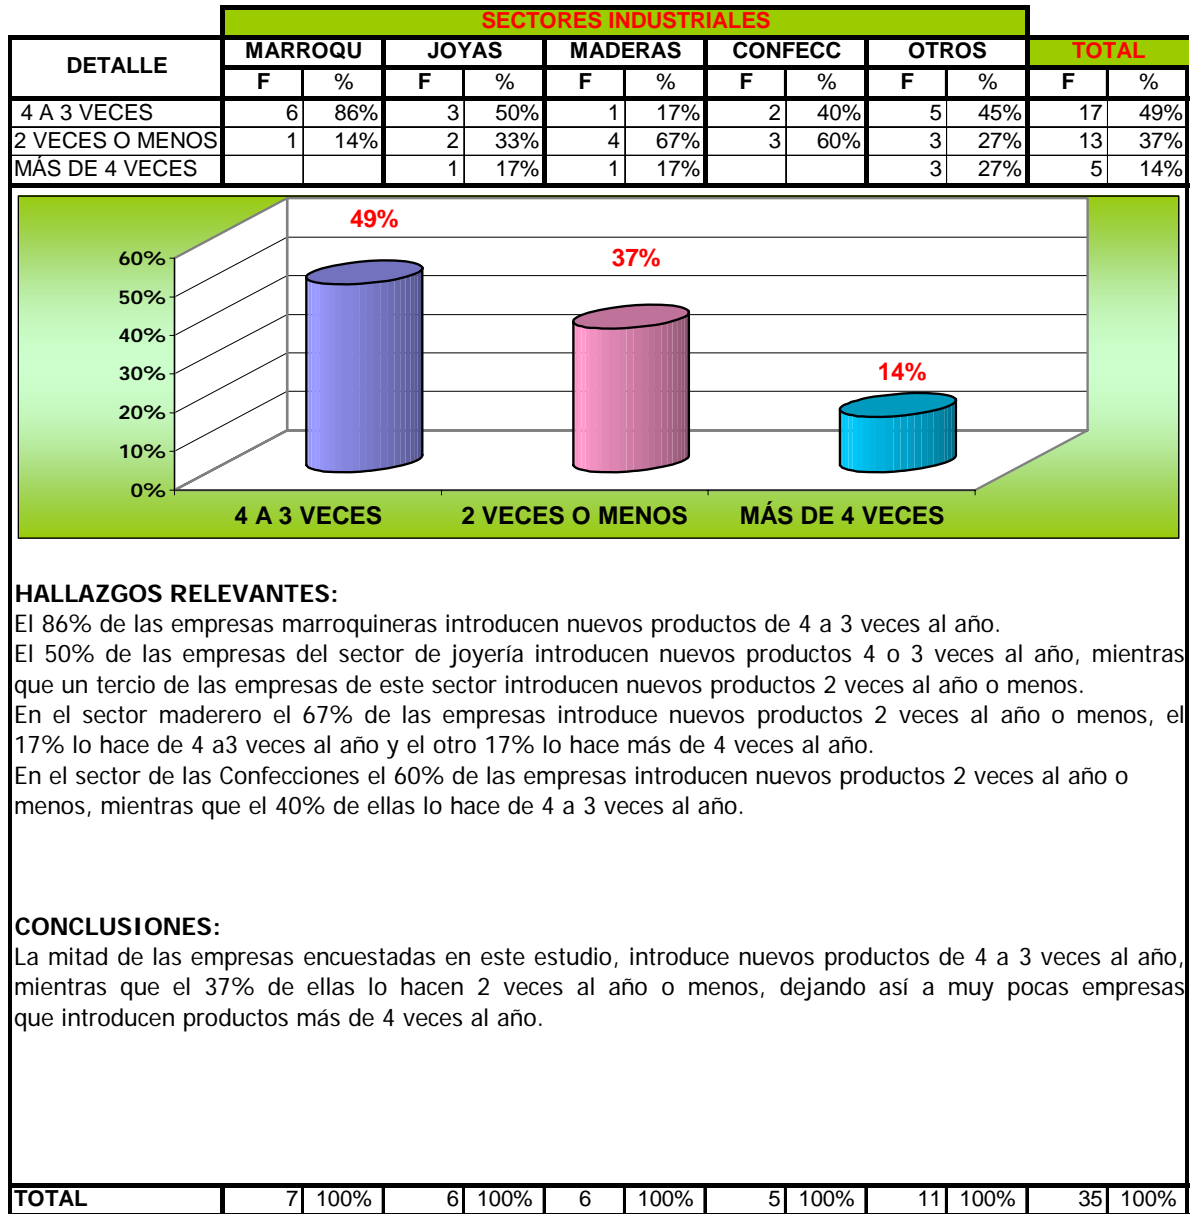 SECTORES INDUSTRIALES
DETALLE MARROQU JOYAS MADERAS CONFECC OTROS TOTAL
F % F % F % F % F % F %
4 A 3 VECES 6 86% 3 50% 1 17% 2 40% 5 45% 17 49%
2 VECES O MENOS 1 14% 2 33% 4 67% 3 60% 3 27% 13 37%
MÁS DE 4 VECES 1 17% 1 17% 3 27% 5 14%
49%
37%
14%
60%
50%
40%
30%
20%
10%
0%
4 A 3 VECES 2 VECES O MENOS MÁS DE 4 VECES
HALLAZGOS RELEVANTES:
El 86% de las empresas marroquineras introducen nuevos productos de 4 a 3 veces al año.
El 50% de las empresas del sector de joyería introducen nuevos productos 4 o 3 veces al año, mientras
que un tercio de las empresas de este sector introducen nuevos productos 2 veces al año o menos.
En el sector maderero el 67% de las empresas introduce nuevos productos 2 veces al año o menos, el
17% lo hace de 4 a3 veces al año y el otro 17% lo hace más de 4 veces al año.
En el sector de las Confecciones el 60% de las empresas introducen nuevos productos 2 veces al año o
menos, mientras que el 40% de ellas lo hace de 4 a 3 veces al año.
CONCLUSIONES:
La mitad de las empresas encuestadas en este estudio, introduce nuevos productos de 4 a 3 veces al año,
mientras que el 37% de ellas lo hacen 2 veces al año o menos, dejando así a muy pocas empresas
que introducen productos más de 4 veces al año.
TOTAL 7 100% 6 100% 6 100% 5 100% 11 100% 35 100%